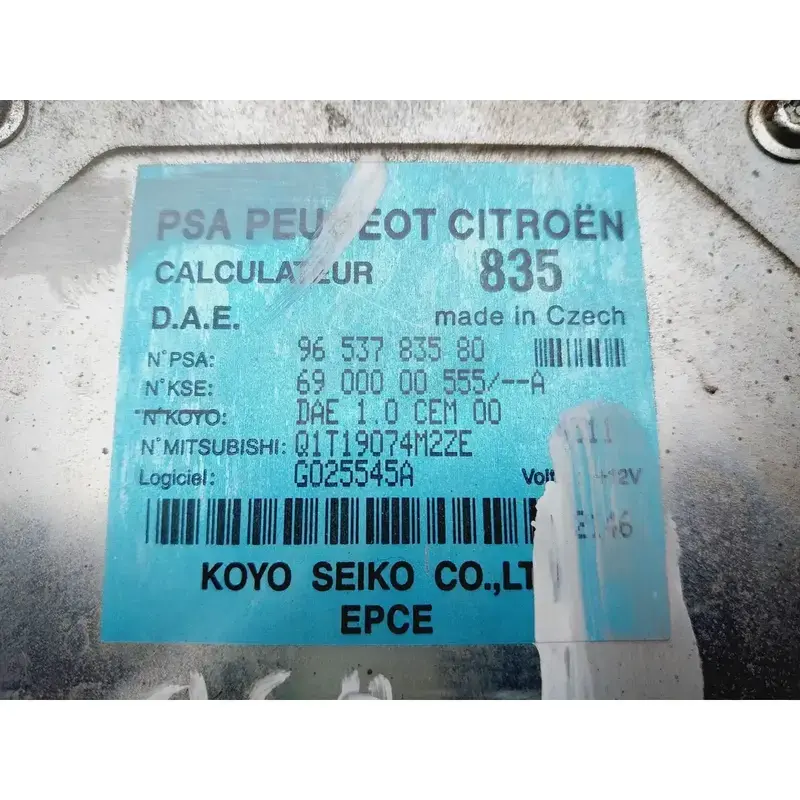 PSA PEUGEOT CITROËN
CALCULATEUR 835
D.A.E. made in Czech
N°PSA: 96 537 835 80
N°KSE: 69 000 00 555/--A
N°KOYO: DAE 1.0 CEM 00
N°MITSUBISHI: Q1T19074M2ZE
Logiciel: G025545A +12V
KOYO SEIKO CO.,
EPCE